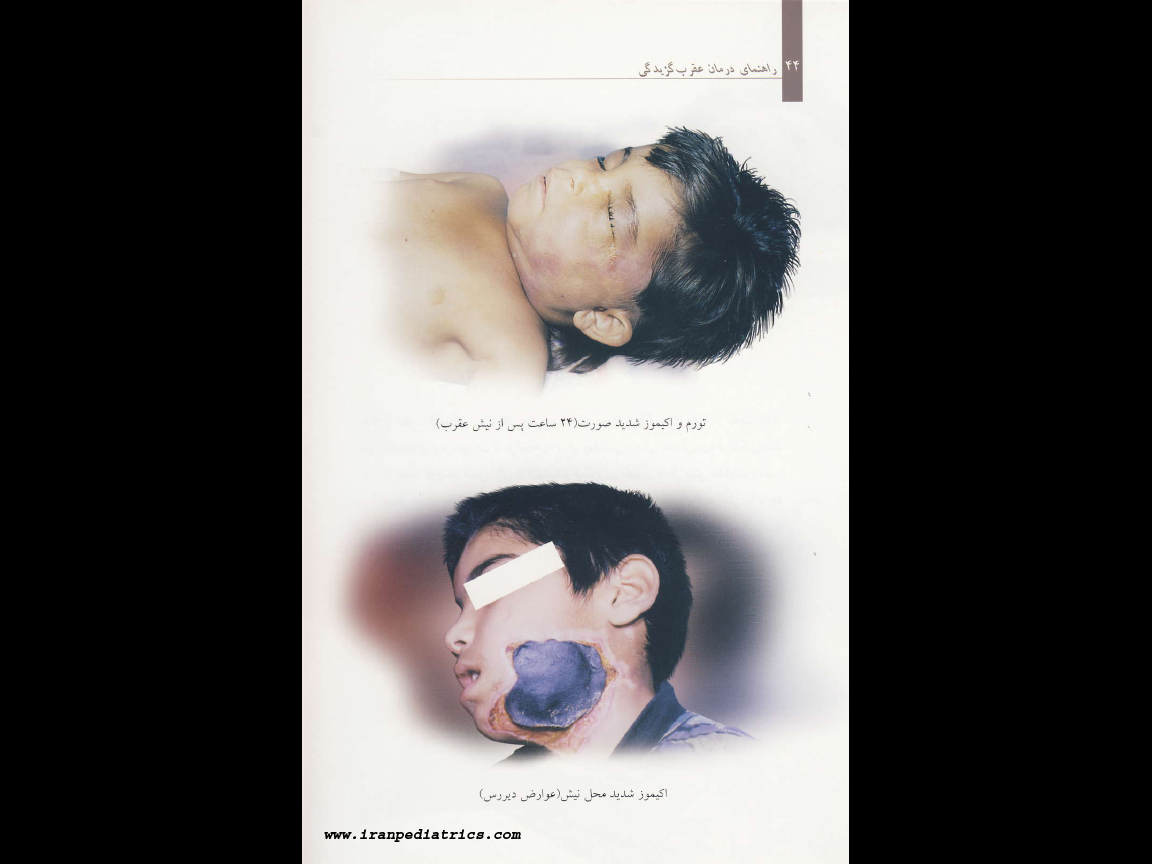 ۴۴ راهنمای درمان عقرب‌گزیدگی
تورم و اکیموز شدید صورت(۲۴ ساعت پس از نیش عقرب)
اکیموز شدید محل نیش(عوارض دیررس)
www.iranpediatrics.com